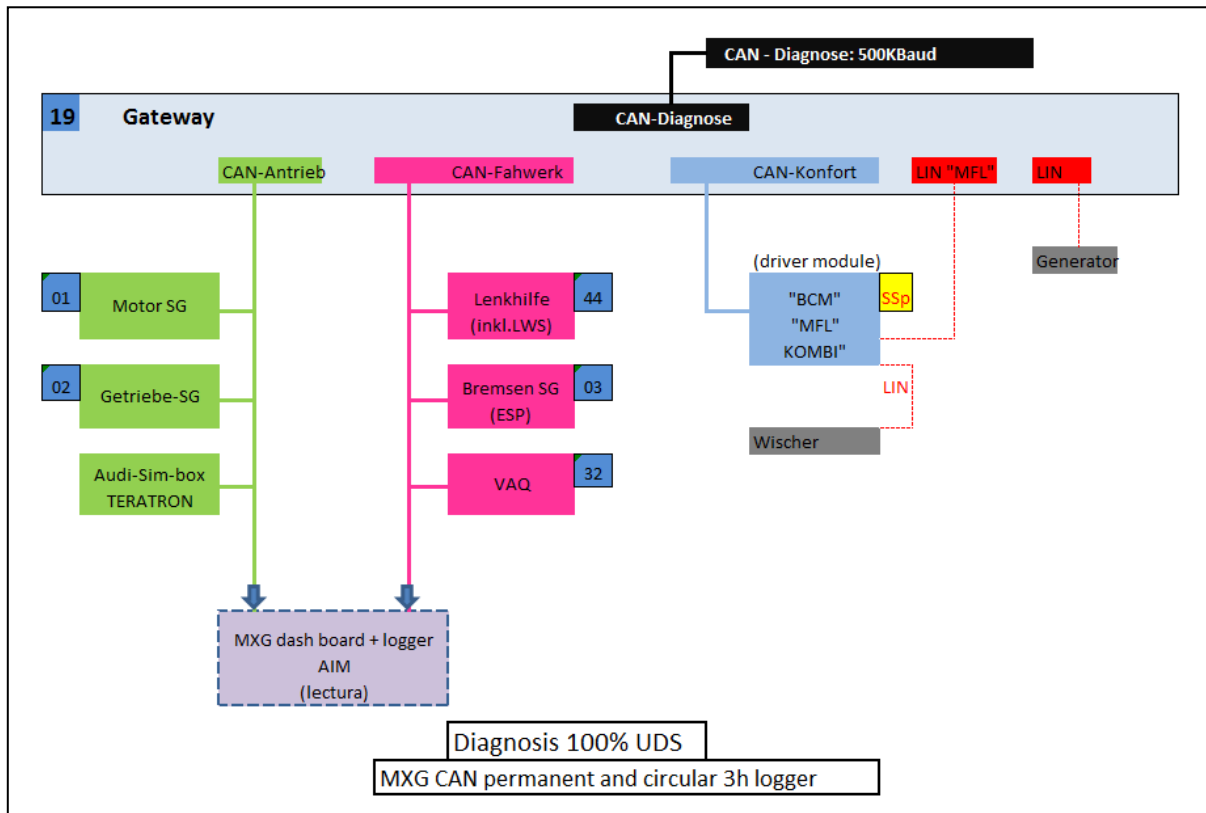 CAN - Diagnose: 500KBaud
19 Gateway
CAN-Diagnose
CAN-Antrieb
CAN-Fahwerk
CAN-Konfort
LIN "MFL"
LIN
(driver module)
Generator
01
Motor SG
Lenkhilfe
(inkl.LWS)
44
"BCM"
"MFL"
KOMBI"
SSp
02
Getriebe-SG
Bremsen SG
(ESP)
03
LIN
Wischer
Audi-Sim-box
TERATRON
VAQ
32
MXG dash board + logger
AIM
(lectura)
Diagnosis 100% UDS
MXG CAN permanent and circular 3h logger